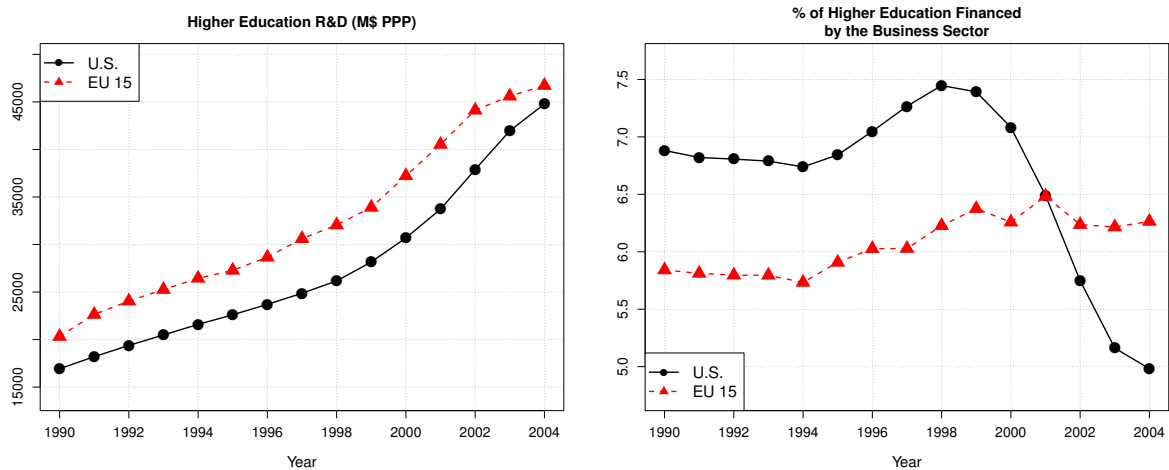 Higher Education R&D (M$ PPP)
U.S.
EU 15
45000
35000
25000
15000
1990 1992 1994 1996 1998 2000 2002 2004
Year
% of Higher Education Financed
by the Business Sector
7.5
7.0
6.5
6.0
5.5
5.0
U.S.
EU 15
1990 1992 1994 1996 1998 2000 2002 2004
Year